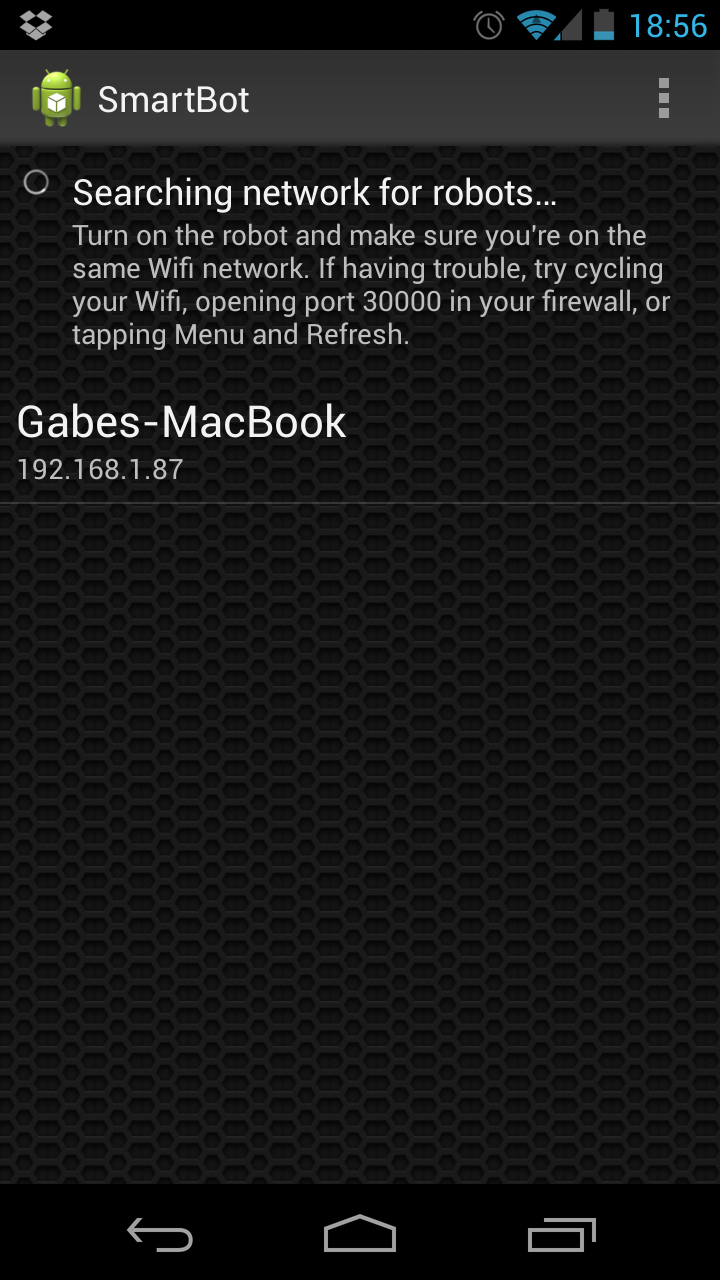 18:56
SmartBot
Searching network for robots…
Turn on the robot and make sure you're on the
same Wifi network. If having trouble, try cycling
your Wifi, opening port 30000 in your firewall, or
tapping Menu and Refresh.
Gabes-MacBook
192.168.1.87